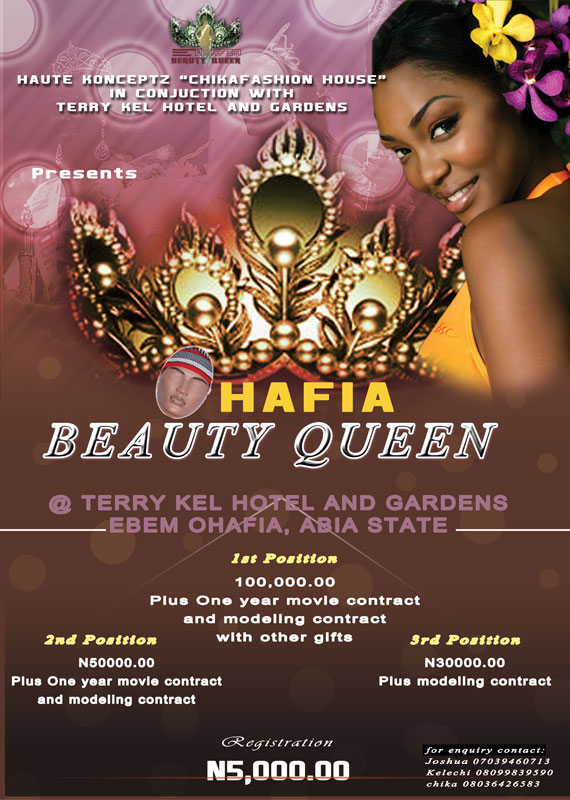 BEAUTY QUEEN
HAUTE KONCEPTZ "CHIKAFASHION HOUSE"
IN CONJUCTION WITH
TERRY KEL HOTEL AND GARDENS
Presents
HAFIA
BEAUTY QUEEN
@ TERRY KEL HOTEL AND GARDENS
EBEM OHAFIA, ABIA STATE
1st Position
100,000.00
Plus One year movie contract
and modeling contract
with other gifts
2nd Position
N50000.00
Plus One year movie contract
and modeling contract
3rd Position
N30000.00
Plus modeling contract
Registration
N5,000.00
for enquiry contact:
Joshua 07039460713
Kelechi 08099839590
chika 08036426583